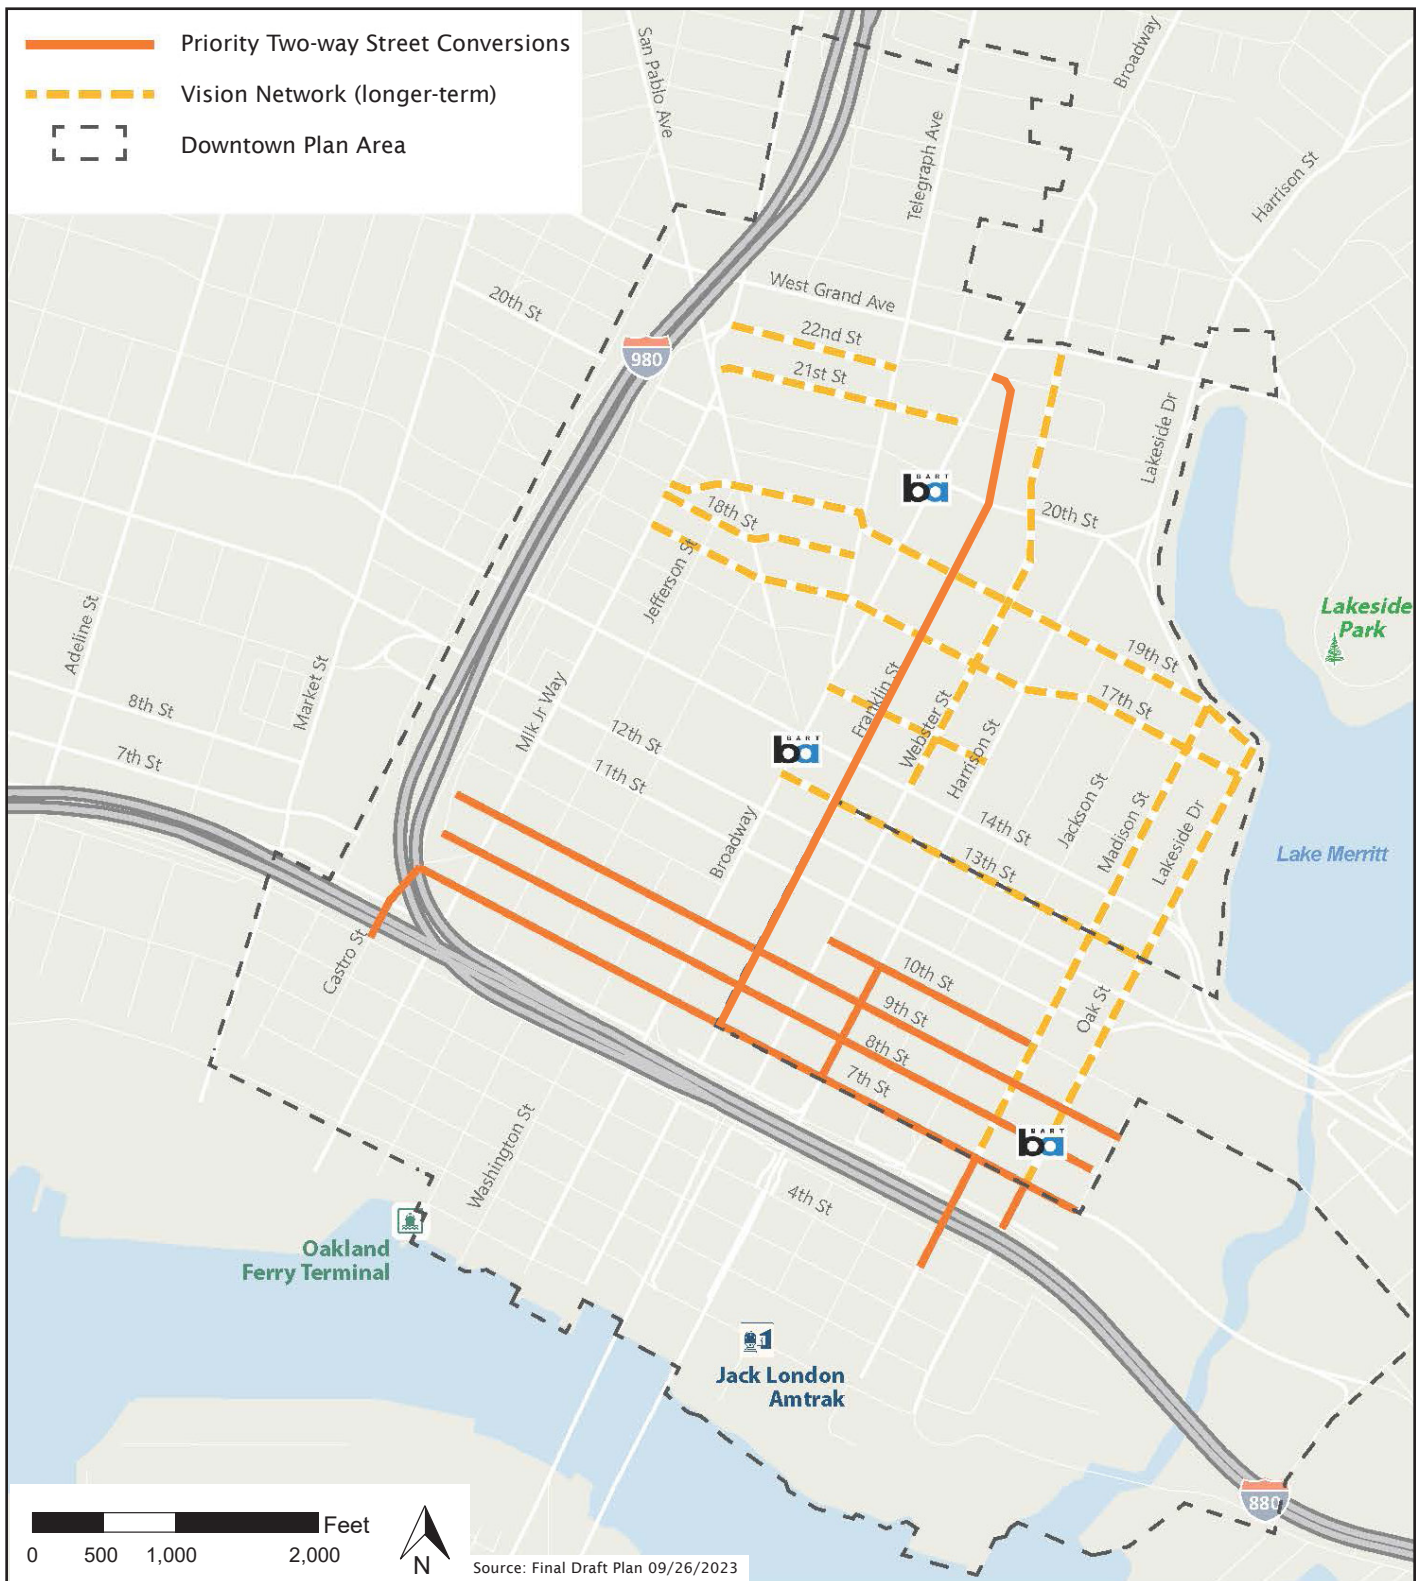 Priority Two-way Street Conversions
Vision Network (longer-term)
Downtown Plan Area
San Pablo Ave
Broadway
Telegraph Ave
Harrison St
West Grand Ave
20th St
22nd St
980
21st St
Lakeside Dr
BART
ba
18th St
20th St
Jefferson St
Adeline St
Lakeside
Park
19th St
Market St
Mlk Jr Way
Franklin St
17th St
8th St
Webster St
12th St
Harrison St
BART
ba
7th St
11th St
Jackson St
Madison St
Broadway
14th St
Lakeside Dr
13th St
Lake Merritt
Castro St
10th St
9th St
Oak St
8th St
7th St
BART
ba
Washington St
4th St
Oakland
Ferry Terminal
Jack London
Amtrak
880
Feet
0 500 1,000 2,000
N
Source: Final Draft Plan 09/26/2023